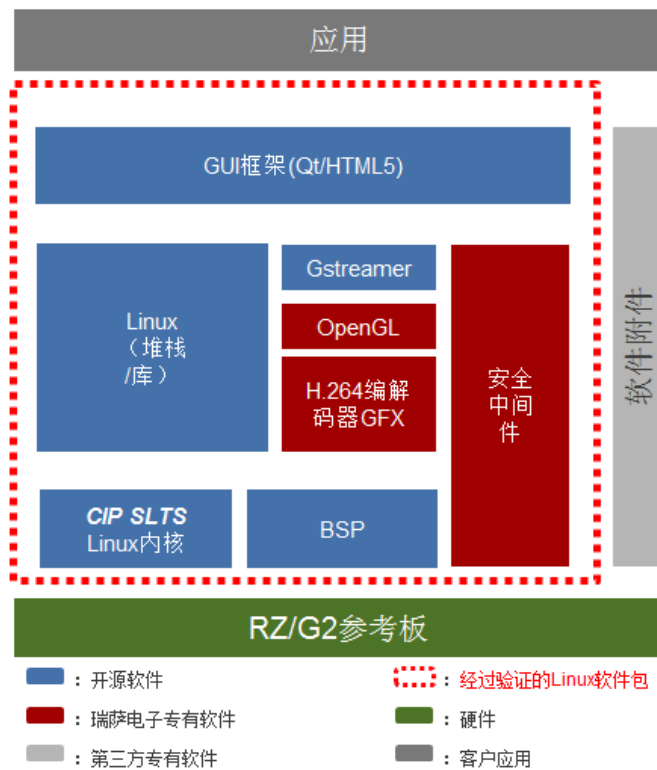 应用
GUI框架(Qt/HTML5)
Linux
（堆栈
/库）
Gstreamer
OpenGL
H.264编解
码器GFX
安全
中间
件
软件附件
CIP SLTS
Linux内核
BSP
RZ/G2参考板
：开源软件
：经过验证的Linux软件包
：瑞萨电子专有软件
：硬件
：第三方专有软件
：客户应用